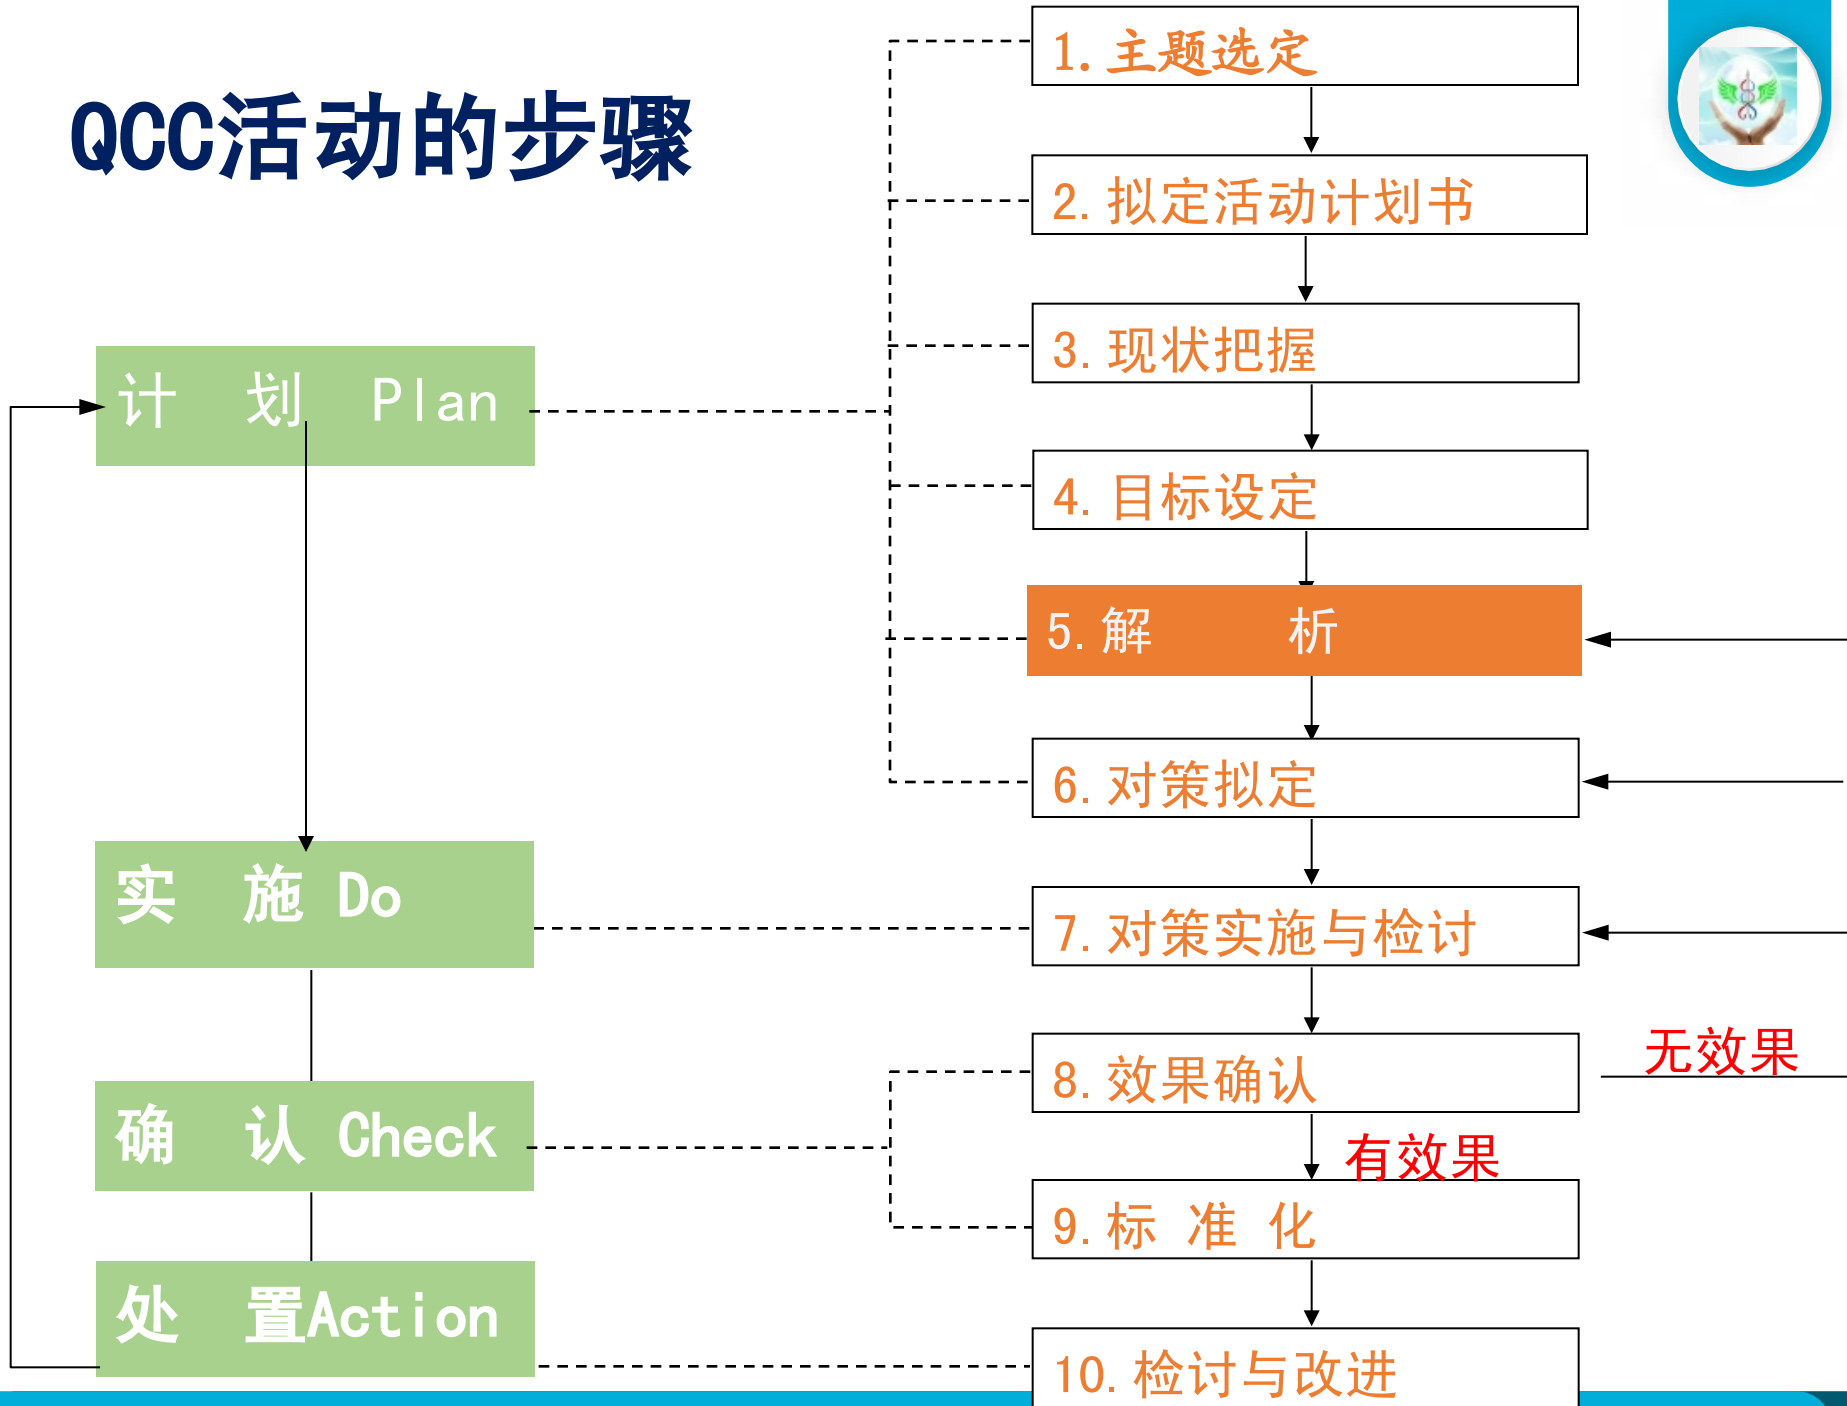 QCC活动的步骤
1.主题选定
2.拟定活动计划书
3.现状把握
4.目标设定
5.解 析
6.对策拟定
7.对策实施与检讨
8.效果确认
无效果
有效果
9.标 准 化
10.检讨与改进
计 划 Plan
实 施 Do
确 认 Check
处 置Action